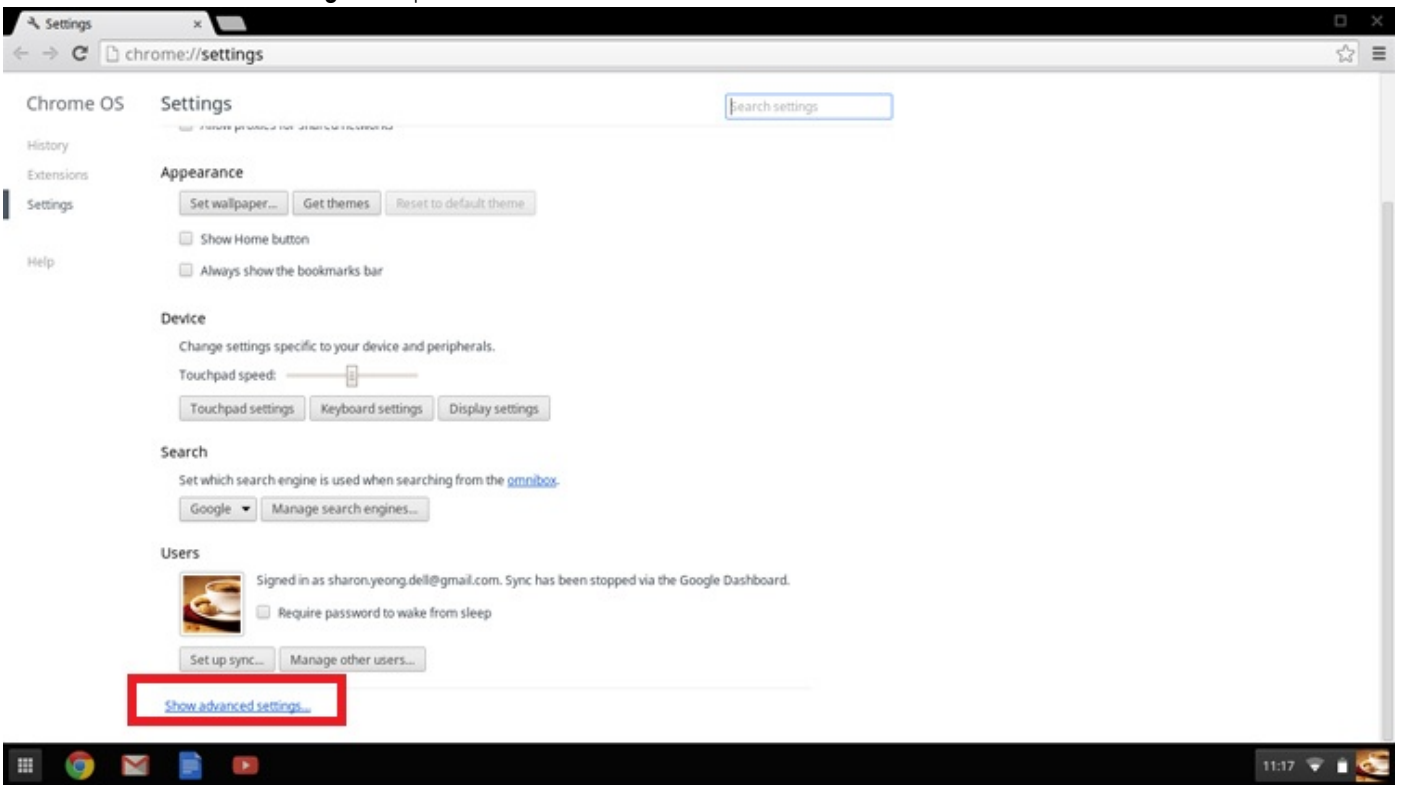 Settings
chrome://settings
Chrome OS
Settings
Search settings
Allow proxies for shared networks
History
Extensions
Settings
Help
Appearance
Set wallpaper... Get themes Reset to default theme
Show Home button
Always show the bookmarks bar
Device
Change settings specific to your device and peripherals.
Touchpad speed:
Touchpad settings Keyboard settings Display settings
Search
Set which search engine is used when searching from the omnibox.
Google Manage search engines...
Users
Signed in as sharon.yeong.dell@gmail.com. Sync has been stopped via the Google Dashboard.
Require password to wake from sleep
Set up sync... Manage other users...
Show advanced settings...
11:17